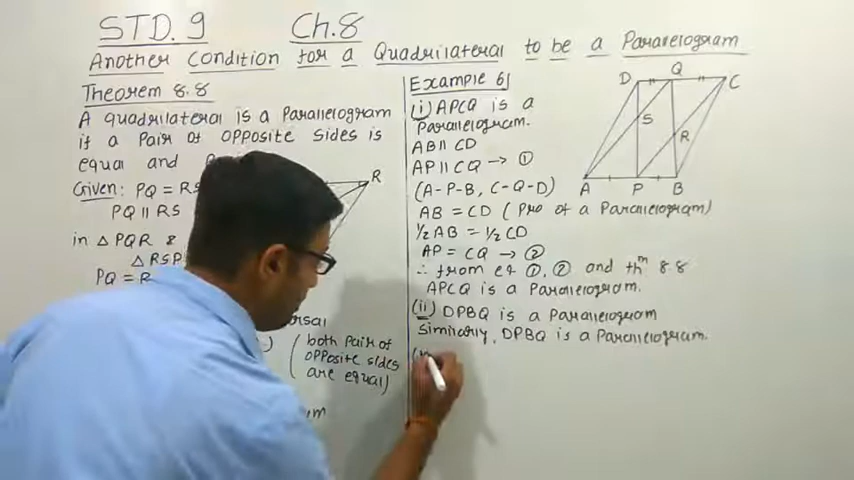 STD. 9 Ch.8
Another Condition for a Quadrilateral to be a Parallelogram
Theorem 8.8
A quadrilateral is a Parallelogram
if a Pair of opposite sides is
equal and
Given: PQ = RS
PQ || RS
in △ PQR &
△ RS
PQ = R
(both pair of
opposite sides
are equal)
R
Example 6
(i) APCQ is a
Parallelogram.
AB || CD
AP || CQ → ①
(A-P-B, C-Q-D)
AB = CD (Pro of a Parallelogram)
½ AB = ½ CD
AP = CQ → ②
∴ from eq ①, ② and thm 8.8
APCQ is a Parallelogram.
(ii) DPBQ is a Parallelogram
Similarly, DPBQ is a Parallelogram.
D Q C
S
R
A P B